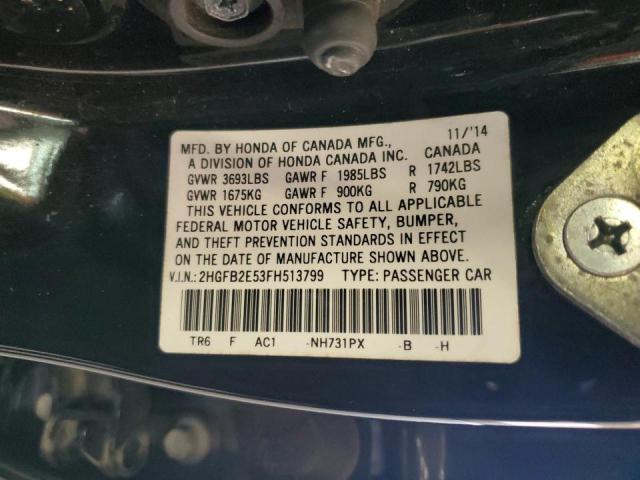 MFD. BY HONDA OF CANADA MFG., 11/'14
A DIVISION OF HONDA CANADA INC. CANADA
GVWR 3693LBS GAWR F 1985LBS R 1742LBS
GVWR 1675KG GAWR F 900KG R 790KG
THIS VEHICLE CONFORMS TO ALL APPLICABLE
FEDERAL MOTOR VEHICLE SAFETY, BUMPER,
AND THEFT PREVENTION STANDARDS IN EFFECT
ON THE DATE OF MANUFACTURE SHOWN ABOVE.
V.I.N.: 2HGFB2E53FH513799 TYPE: PASSENGER CAR
TR6 F AC1 -NH731PX -B -H